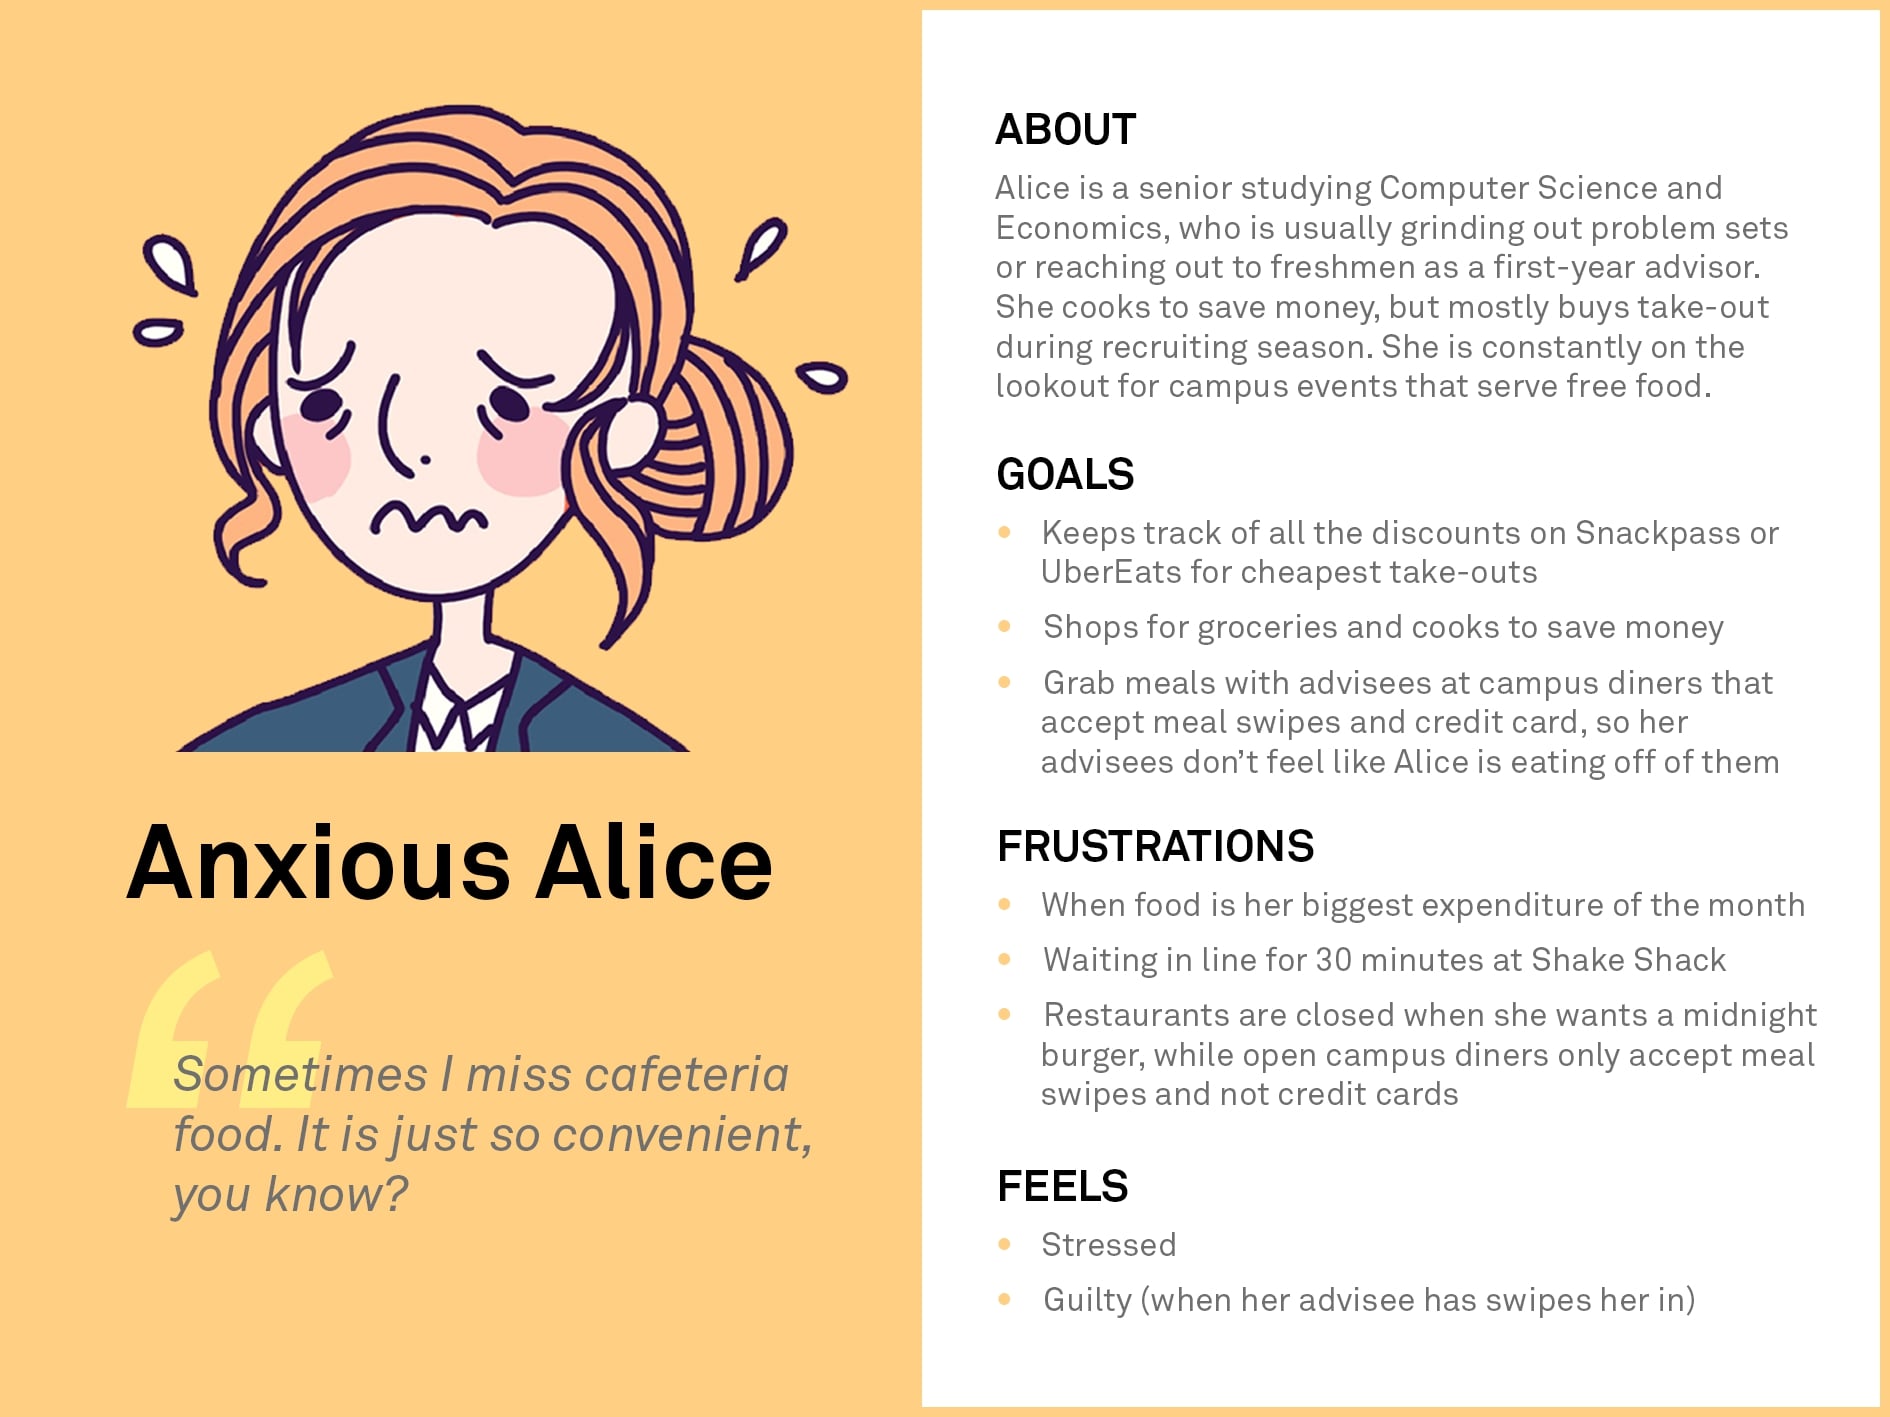 Anxious Alice
“
Sometimes I miss cafeteria
food. It is just so convenient,
you know?
ABOUT
Alice is a senior studying Computer Science and
Economics, who is usually grinding out problem sets
or reaching out to freshmen as a first-year advisor.
She cooks to save money, but mostly buys take-out
during recruiting season. She is constantly on the
lookout for campus events that serve free food.
GOALS
• Keeps track of all the discounts on Snackpass or
UberEats for cheapest take-outs
• Shops for groceries and cooks to save money
• Grab meals with advisees at campus diners that
accept meal swipes and credit card, so her
advisees don’t feel like Alice is eating off of them
FRUSTRATIONS
• When food is her biggest expenditure of the month
• Waiting in line for 30 minutes at Shake Shack
• Restaurants are closed when she wants a midnight
burger, while open campus diners only accept meal
swipes and not credit cards
FEELS
• Stressed
• Guilty (when her advisee has swipes her in)